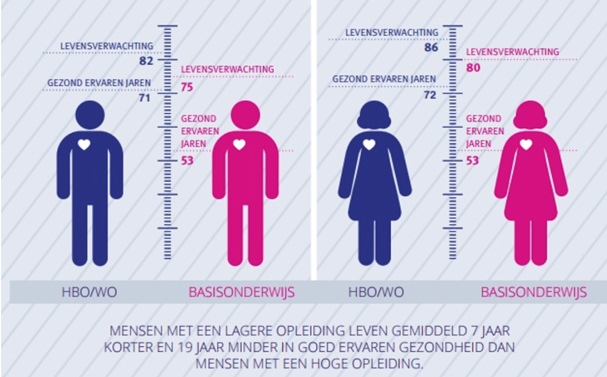 LEVENSVERWACHTING
82
GEZOND ERVAREN JAREN
71
LEVENSVERWACHTING
75
GEZOND
ERVAREN
JAREN
53
HBO/WO
BASISONDERWIJS
LEVENSVERWACHTING
86
GEZOND ERVAREN JAREN
72
LEVENSVERWACHTING
80
GEZOND
ERVAREN
JAREN
53
HBO/WO
BASISONDERWIJS
MENSEN MET EEN LAGERE OPLEIDING LEVEN GEMIDDELD 7 JAAR
KORTER EN 19 JAAR MINDER IN GOED ERVAREN GEZONDHEID DAN
MENSEN MET EEN HOGE OPLEIDING.